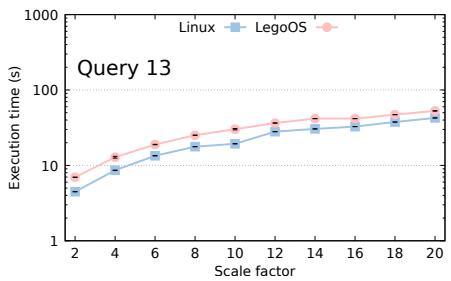 1000
Linux LegoOS
Query 13
100
10
1
Execution time (s)
2 4 6 8 10 12 14 16 18 20
Scale factor